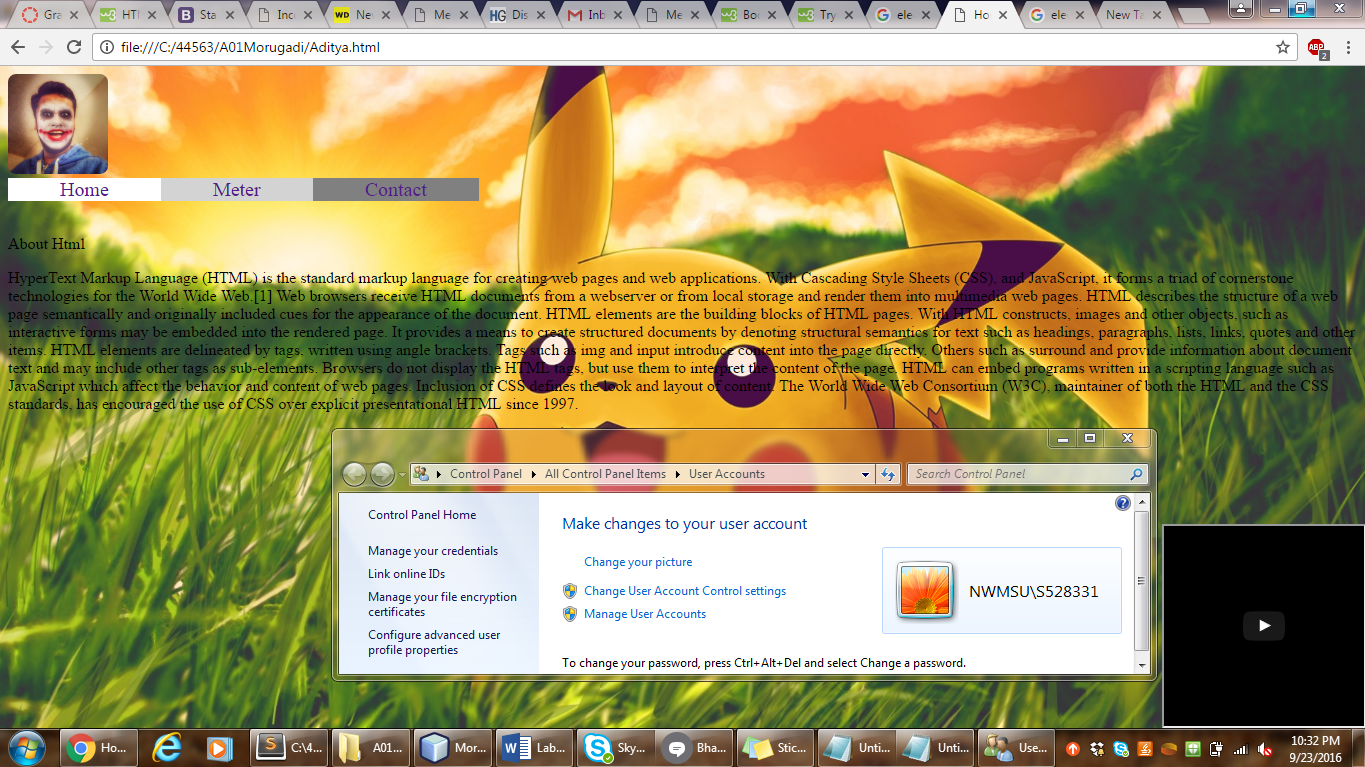 Gra
HTM
Sta
Inc
WD
Ne
Me
HG
Dis
Inb
Me
Boo
Try
ele
Ho
ele
New Ta
file:///C:/44563/A01Morugadi/Aditya.html
ABP
2
Home Meter Contact
About Html
HyperText Markup Language (HTML) is the standard markup language for creating web pages and web applications. With Cascading Style Sheets (CSS), and JavaScript, it forms a triad of cornerstone
technologies for the World Wide Web.[1] Web browsers receive HTML documents from a webserver or from local storage and render them into multimedia web pages. HTML describes the structure of a web
page semantically and originally included cues for the appearance of the document. HTML elements are the building blocks of HTML pages. With HTML constructs, images and other objects, such as
interactive forms may be embedded into the rendered page. It provides a means to create structured documents by denoting structural semantics for text such as headings, paragraphs, lists, links, quotes and other
items. HTML elements are delineated by tags, written using angle brackets. Tags such as img and input introduce content into the page directly. Others such as surround and provide information about document
text and may include other tags as sub-elements. Browsers do not display the HTML tags, but use them to interpret the content of the page. HTML can embed programs written in a scripting language such as
JavaScript which affect the behavior and content of web pages. Inclusion of CSS defines the look and layout of content. The World Wide Web Consortium (W3C), maintainer of both the HTML and the CSS
standards, has encouraged the use of CSS over explicit presentational HTML since 1997.
Control Panel All Control Panel Items User Accounts
Search Control Panel
Control Panel Home
Manage your credentials
Link online IDs
Manage your file encryption
certificates
Configure advanced user
profile properties
Make changes to your user account
Change your picture
Change User Account Control settings
Manage User Accounts
NWMSU\S528331
To change your password, press Ctrl+Alt+Del and select Change a password.
Ho...
C:\4...
A01...
Mor...
Lab...
Sky...
Bha...
Stic...
Unti...
Unti...
Use...
10:32 PM
9/23/2016